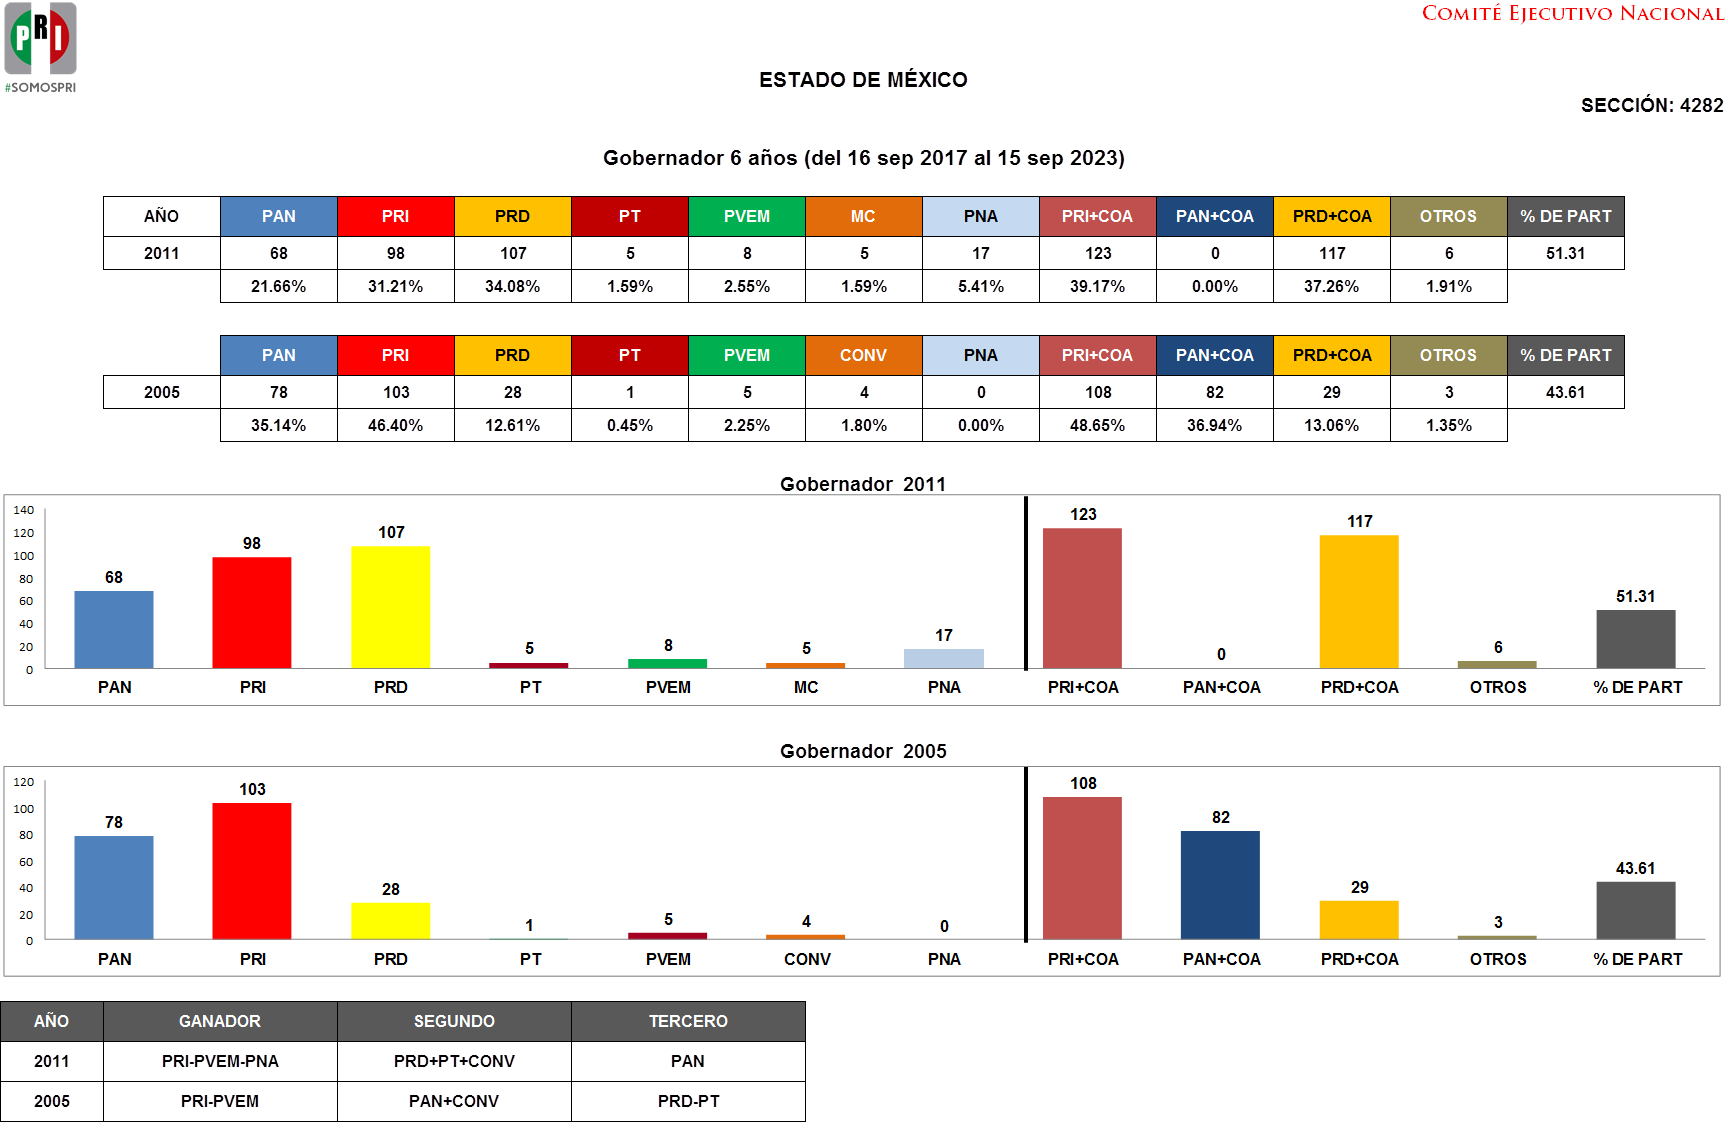 PRI
#SOMOSPRI
COMITÉ EJECUTIVO NACIONAL
ESTADO DE MÉXICO
SECCIÓN: 4282
Gobernador 6 años (del 16 sep 2017 al 15 sep 2023)
AÑO PAN PRI PRD PT PVEM MC PNA PRI+COA PAN+COA PRD+COA OTROS % DE PART
2011 68 98 107 5 8 5 17 123 0 117 6 51.31
21.66% 31.21% 34.08% 1.59% 2.55% 1.59% 5.41% 39.17% 0.00% 37.26% 1.91%
PAN PRI PRD PT PVEM CONV PNA PRI+COA PAN+COA PRD+COA OTROS % DE PART
2005 78 103 28 1 5 4 0 108 82 29 3 43.61
35.14% 46.40% 12.61% 0.45% 2.25% 1.80% 0.00% 48.65% 36.94% 13.06% 1.35%
Gobernador 2011
140
120
100
80
60
40
20
0
68 98 107 5 8 5 17 123 0 117 6 51.31
PAN PRI PRD PT PVEM MC PNA PRI+COA PAN+COA PRD+COA OTROS % DE PART
Gobernador 2005
120
100
80
60
40
20
0
78 103 28 1 5 4 0 108 82 29 3 43.61
PAN PRI PRD PT PVEM CONV PNA PRI+COA PAN+COA PRD+COA OTROS % DE PART
AÑO GANADOR SEGUNDO TERCERO
2011 PRI-PVEM-PNA PRD+PT+CONV PAN
2005 PRI-PVEM PAN+CONV PRD-PT